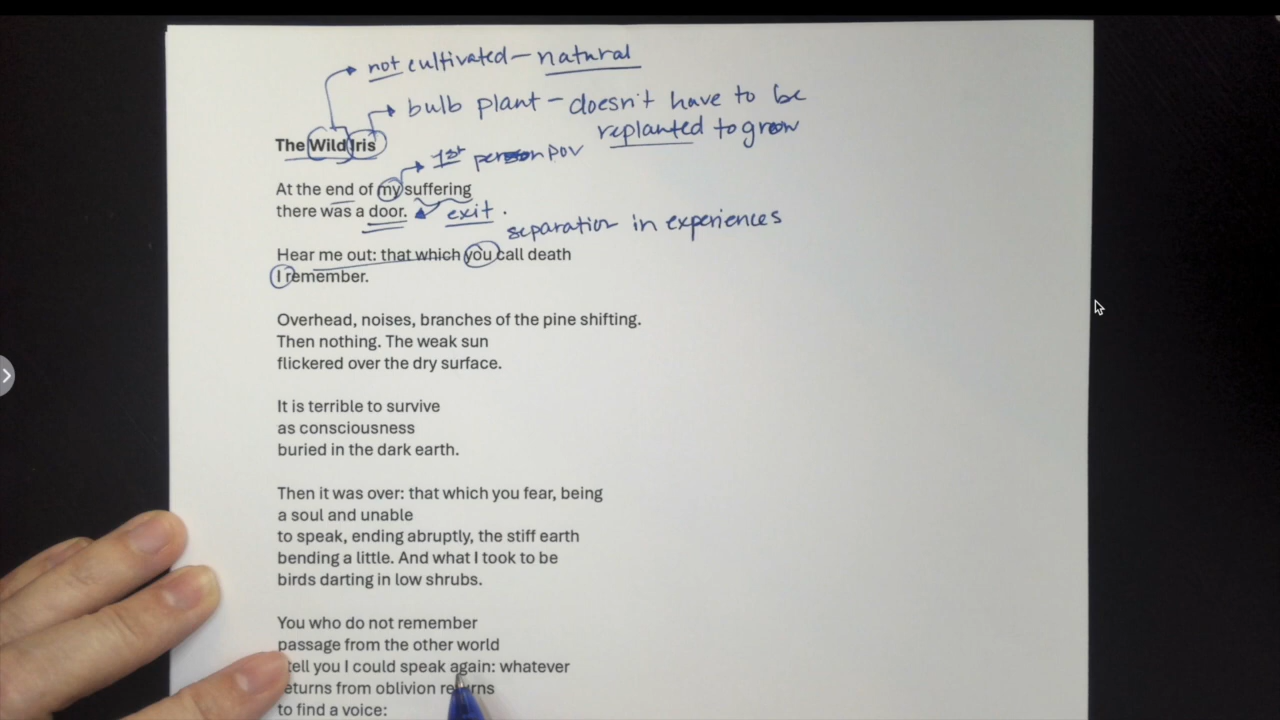 not cultivated — natural
bulb plant — doesn't have to be
replanted to grow
The Wild Iris
1st person POV
At the end of my suffering
there was a door.
exit.
separation in experiences
Hear me out: that which you call death
I remember.
Overhead, noises, branches of the pine shifting.
Then nothing. The weak sun
flickered over the dry surface.
It is terrible to survive
as consciousness
buried in the dark earth.
Then it was over: that which you fear, being
a soul and unable
to speak, ending abruptly, the stiff earth
bending a little. And what I took to be
birds darting in low shrubs.
You who do not remember
passage from the other world
tell you I could speak again: whatever
eturns from oblivion returns
to find a voice: